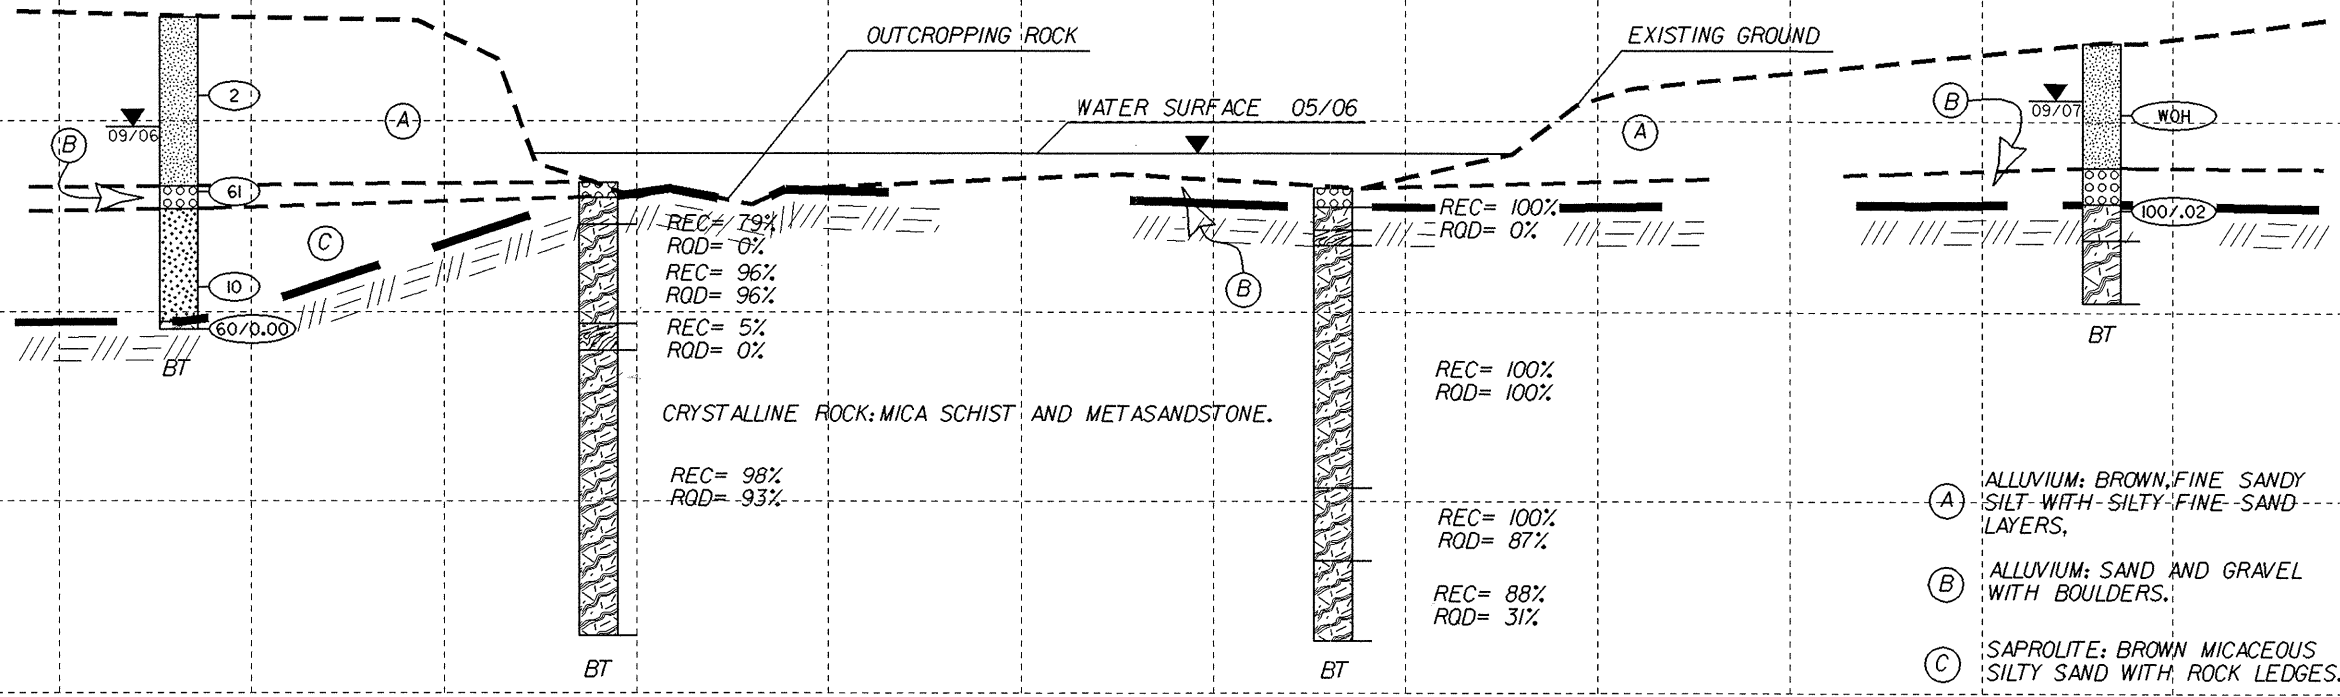 OUTCROPPING ROCK
EXISTING GROUND
WATER SURFACE 05/06
2
A
B
09/06
61
C
10
60/0.00
BT
REC= 79%
RQD= 0%
REC= 96%
RQD= 96%
REC= 5%
RQD= 0%
CRYSTALLINE ROCK: MICA SCHIST AND METASANDSTONE.
REC= 98%
RQD= 93%
BT
B
REC= 100%
RQD= 0%
REC= 100%
RQD= 100%
REC= 100%
RQD= 87%
REC= 88%
RQD= 31%
BT
A
B
09/07
WOH
100/.02
BT
A ALLUVIUM: BROWN, FINE SANDY
SILT WITH SILTY FINE SAND
LAYERS,
B ALLUVIUM: SAND AND GRAVEL
WITH BOULDERS.
C SAPROLITE: BROWN MICACEOUS
SILTY SAND WITH ROCK LEDGES.